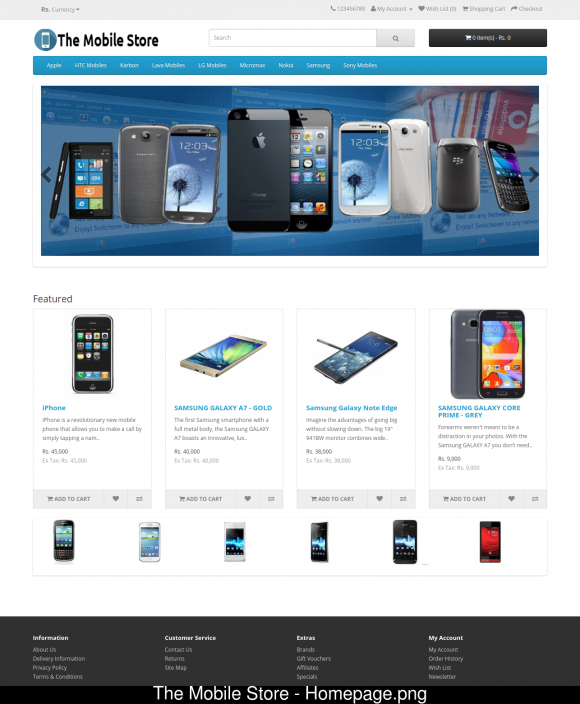 Rs. Currency
123456789 My Account Wish List (0) Shopping Cart Checkout
The Mobile Store
Search
0 item(s) - Rs. 0
Apple HTC Mobiles Karbon Lava Mobiles LG Mobiles Micromax Nokia Samsung Sony Mobiles
Featured
iPhone
iPhone is a revolutionary new mobile
phone that allows you to make a call by
simply tapping a nam..
Rs. 45,000
Ex Tax: Rs. 45,000
ADD TO CART
SAMSUNG GALAXY A7 - GOLD
The first Samsung smartphone with a
full metal body, the Samsung GALAXY
A7 boasts an innovative, lux..
Rs. 40,000
Ex Tax: Rs. 40,000
ADD TO CART
Samsung Galaxy Note Edge
Imagine the advantages of going big
without slowing down. The big 19"
941BW monitor combines wide..
Rs. 38,000
Ex Tax: Rs. 38,000
ADD TO CART
SAMSUNG GALAXY CORE
PRIME - GREY
Forearms weren't meant to be a
distraction in your photos. With the
Samsung GALAXY A7 you don't need..
Rs. 9,000
Ex Tax: Rs. 9,000
ADD TO CART
Information
About Us
Delivery Information
Privacy Policy
Terms & Conditions
Customer Service
Contact Us
Returns
Site Map
Extras
Brands
Gift Vouchers
Affiliates
Specials
My Account
My Account
Order History
Wish List
Newsletter
The Mobile Store - Homepage.png